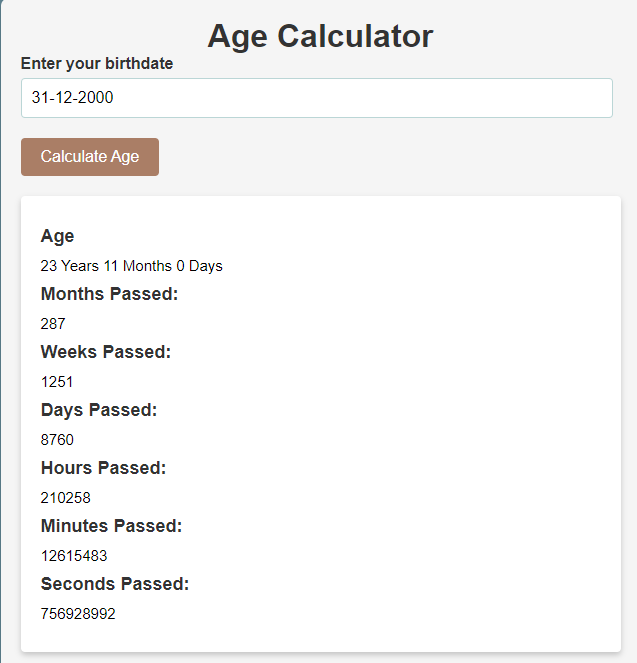 Age Calculator
Enter your birthdate
31-12-2000
Calculate Age
Age
23 Years 11 Months 0 Days
Months Passed:
287
Weeks Passed:
1251
Days Passed:
8760
Hours Passed:
210258
Minutes Passed:
12615483
Seconds Passed:
756928992